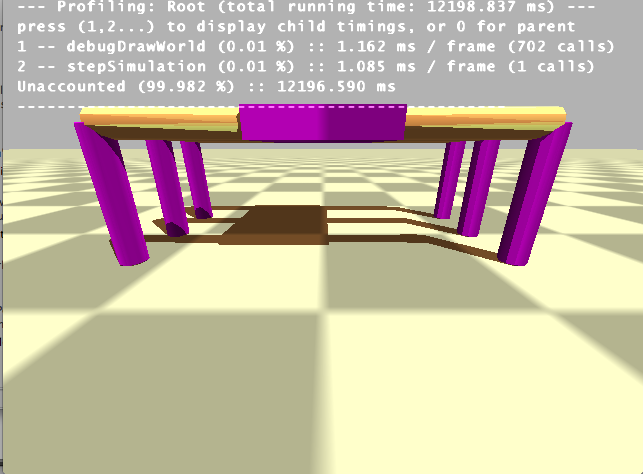 --- Profiling: Root (total running time: 12198.837 ms) ---
press (1,2...) to display child timings, or 0 for parent
1 -- debugDrawWorld (0.01 %) :: 1.162 ms / frame (702 calls)
2 -- stepSimulation (0.01 %) :: 1.085 ms / frame (1 calls)
Unaccounted (99.982 %) :: 12196.590 ms
-------------------------------------------------